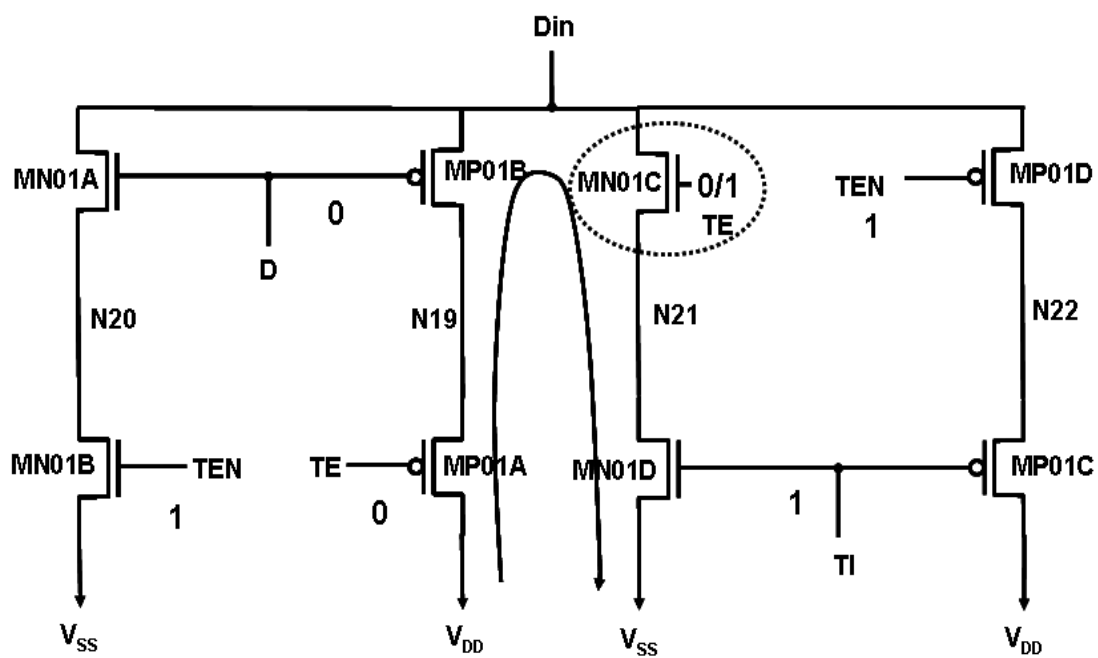 Din
MN01A
MP01B
MN01C
0/1
TE
TEN
1
MP01D
0
D
N20
N19
N21
N22
MN01B
TEN
1
TE
0
MP01A
MN01D
1
TI
MP01C
VSS
VDD
VSS
VDD